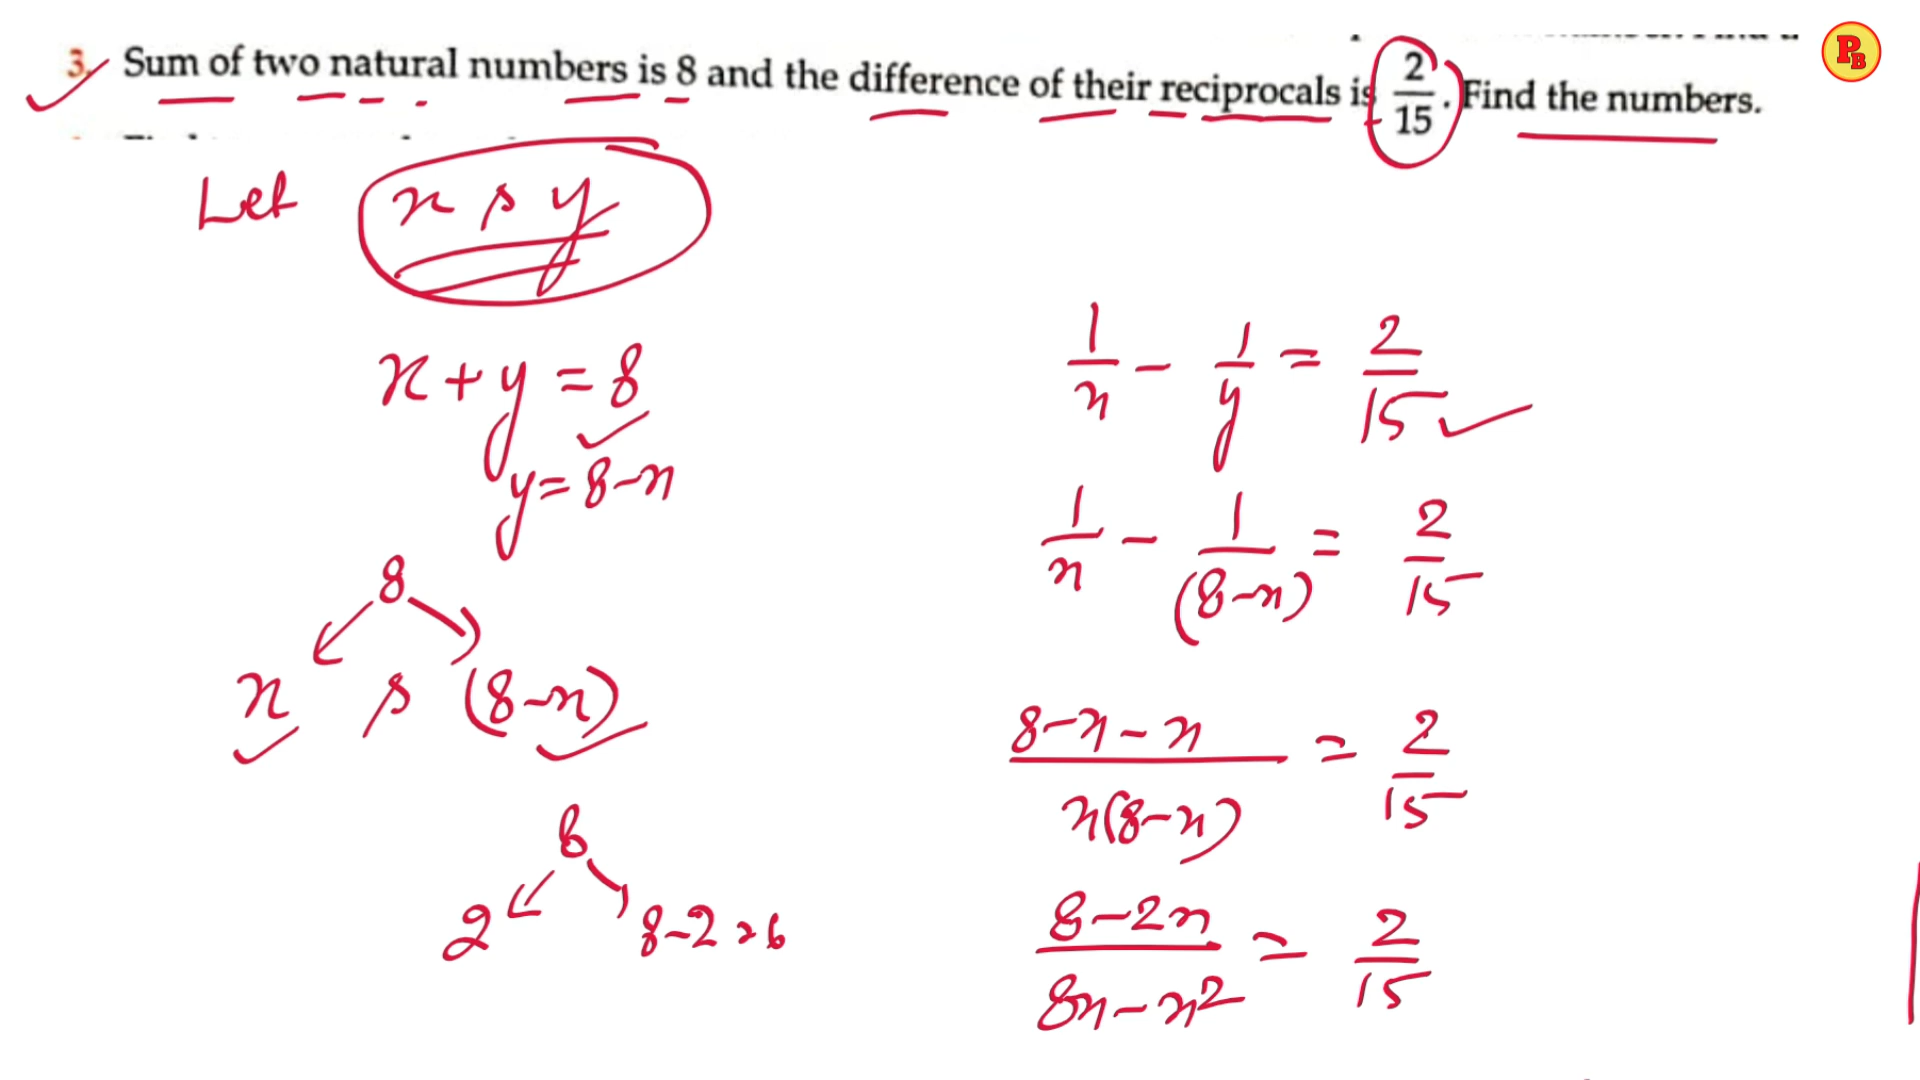 3. Sum of two natural numbers is 8 and the difference of their reciprocals is 2/15. Find the numbers.
PB
Let x , y
x + y = 8
y = 8 - x
8
x , (8 - x)
8
2 8 - 2 = 6
1/x - 1/y = 2/15
1/x - 1/(8 - x) = 2/15
8 - x - x / x(8 - x) = 2/15
8 - 2x / 8x - x² = 2/15